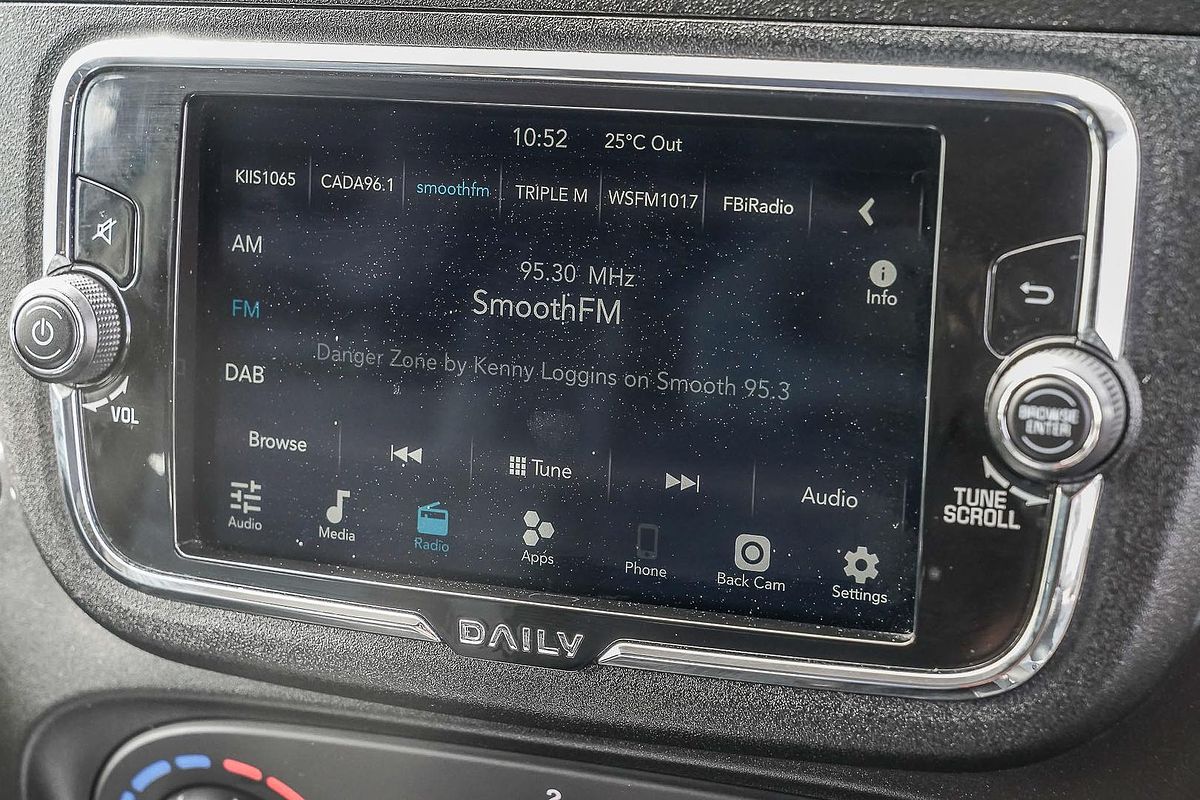 10:52 25°C Out
KIIS1065 CADA96.1 smoothfm TRIPLE M WSFM1017 FBiRadio
AM
95.30 MHz
Info
FM
SmoothFM
Danger Zone by Kenny Loggins on Smooth 95.3
DAB
VOL
BROWSE
ENTER
Browse Tune Audio
TUNE
SCROLL
Audio Media Radio Apps Phone Back Cam Settings
DAILY
2